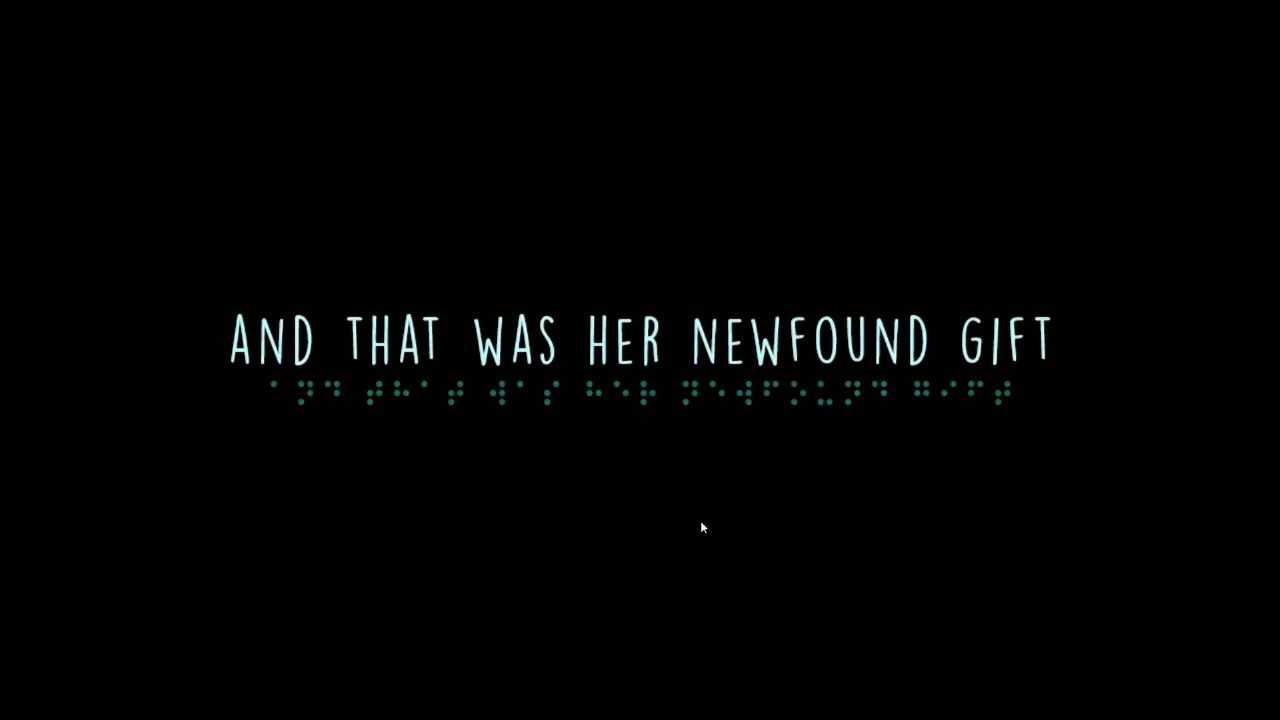 AND THAT WAS HER NEWFOUND GIFT
⠁⠝⠙ ⠞⠓⠁⠞ ⠺⠁⠎ ⠓⠑⠗ ⠝⠑⠺⠋⠕⠥⠝⠙ ⠛⠊⠋⠞